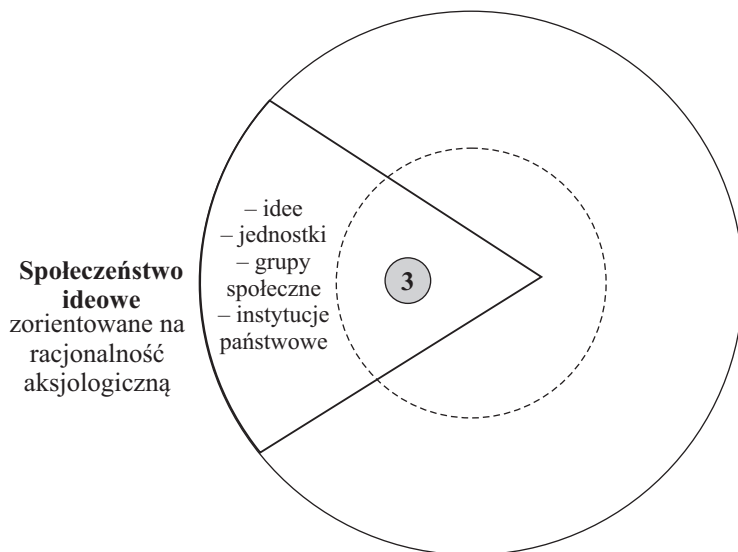 Społeczeństwo
ideowe
zorientowane na
racjonalność
aksjologiczną
– idee
– jednostki
– grupy
społeczne
– instytucje
państwowe
3